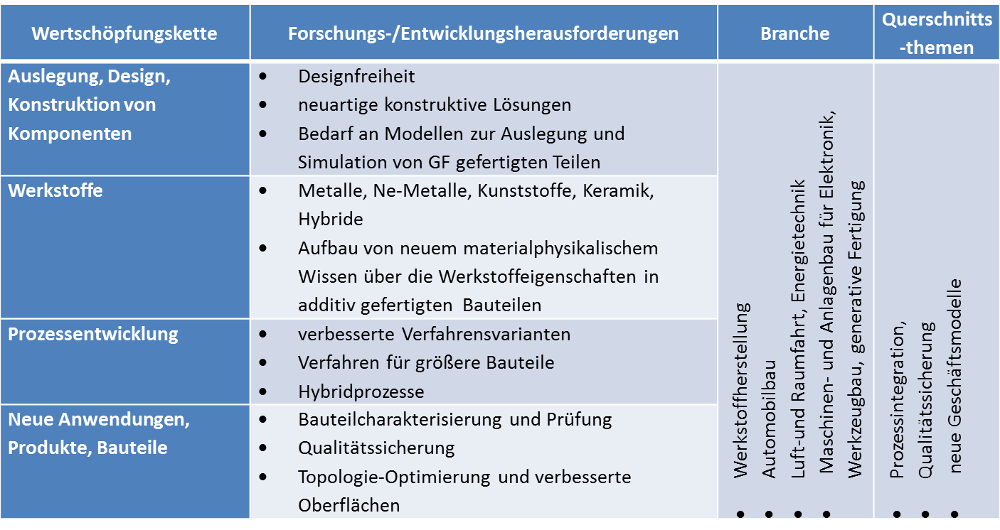 Wertschöpfungskette
Forschungs-/Entwicklungsherausforderungen
Branche
Querschnitts
-themen
Auslegung, Design,
Konstruktion von
Komponenten
• Designfreiheit
• neuartige konstruktive Lösungen
• Bedarf an Modellen zur Auslegung und
Simulation von GF gefertigten Teilen
Werkstoffe
• Metalle, Ne-Metalle, Kunststoffe, Keramik,
Hybride
• Aufbau von neuem materialphysikalischem
Wissen über die Werkstoffeigenschaften in
additiv gefertigten Bauteilen
Prozessentwicklung
• verbesserte Verfahrensvarianten
• Verfahren für größere Bauteile
• Hybridprozesse
Neue Anwendungen,
Produkte, Bauteile
• Bauteilcharakterisierung und Prüfung
• Qualitätssicherung
• Topologie-Optimierung und verbesserte
Oberflächen
• Werkstoffherstellung
• Automobilbau
• Luft-und Raumfahrt, Energietechnik
• Maschinen- und Anlagenbau für Elektronik,
Werkzeugbau, generative Fertigung
• Prozessintegration,
• Qualitätssicherung
• neue Geschäftsmodelle